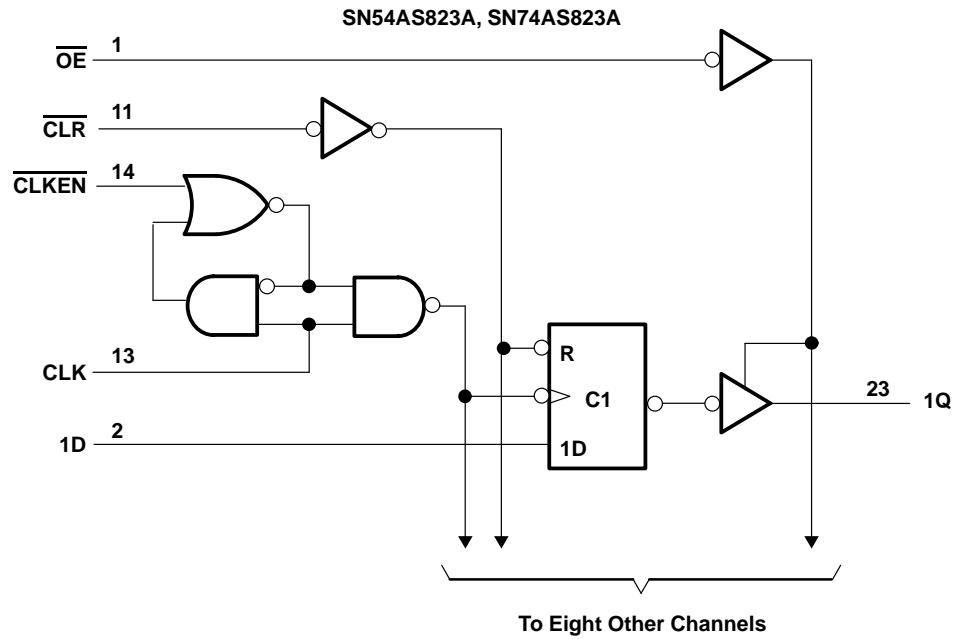 SN54AS823A, SN74AS823A
OE 1
CLR 11
CLKEN 14
CLK 13
1D 2
R
C1
1D
23 1Q
To Eight Other Channels